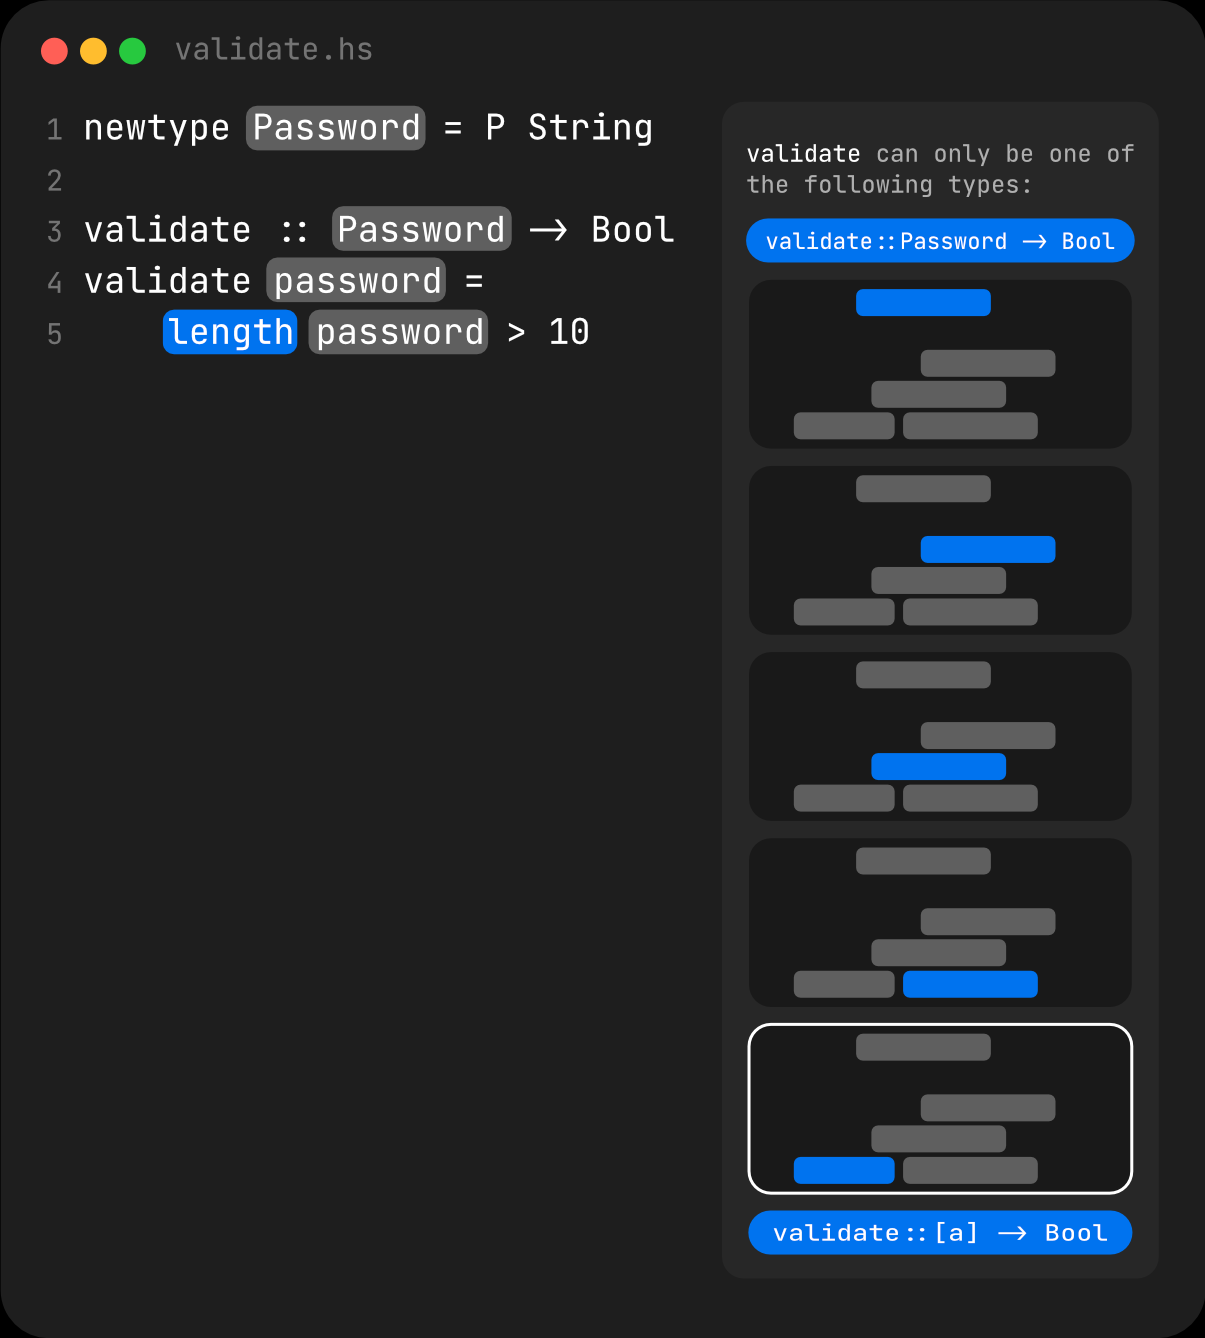 validate.hs
1 newtype Password = P String
2
3 validate :: Password -> Bool
4 validate password =
5 length password > 10
validate can only be one of
the following types:
validate::Password -> Bool
validate::[a] -> Bool